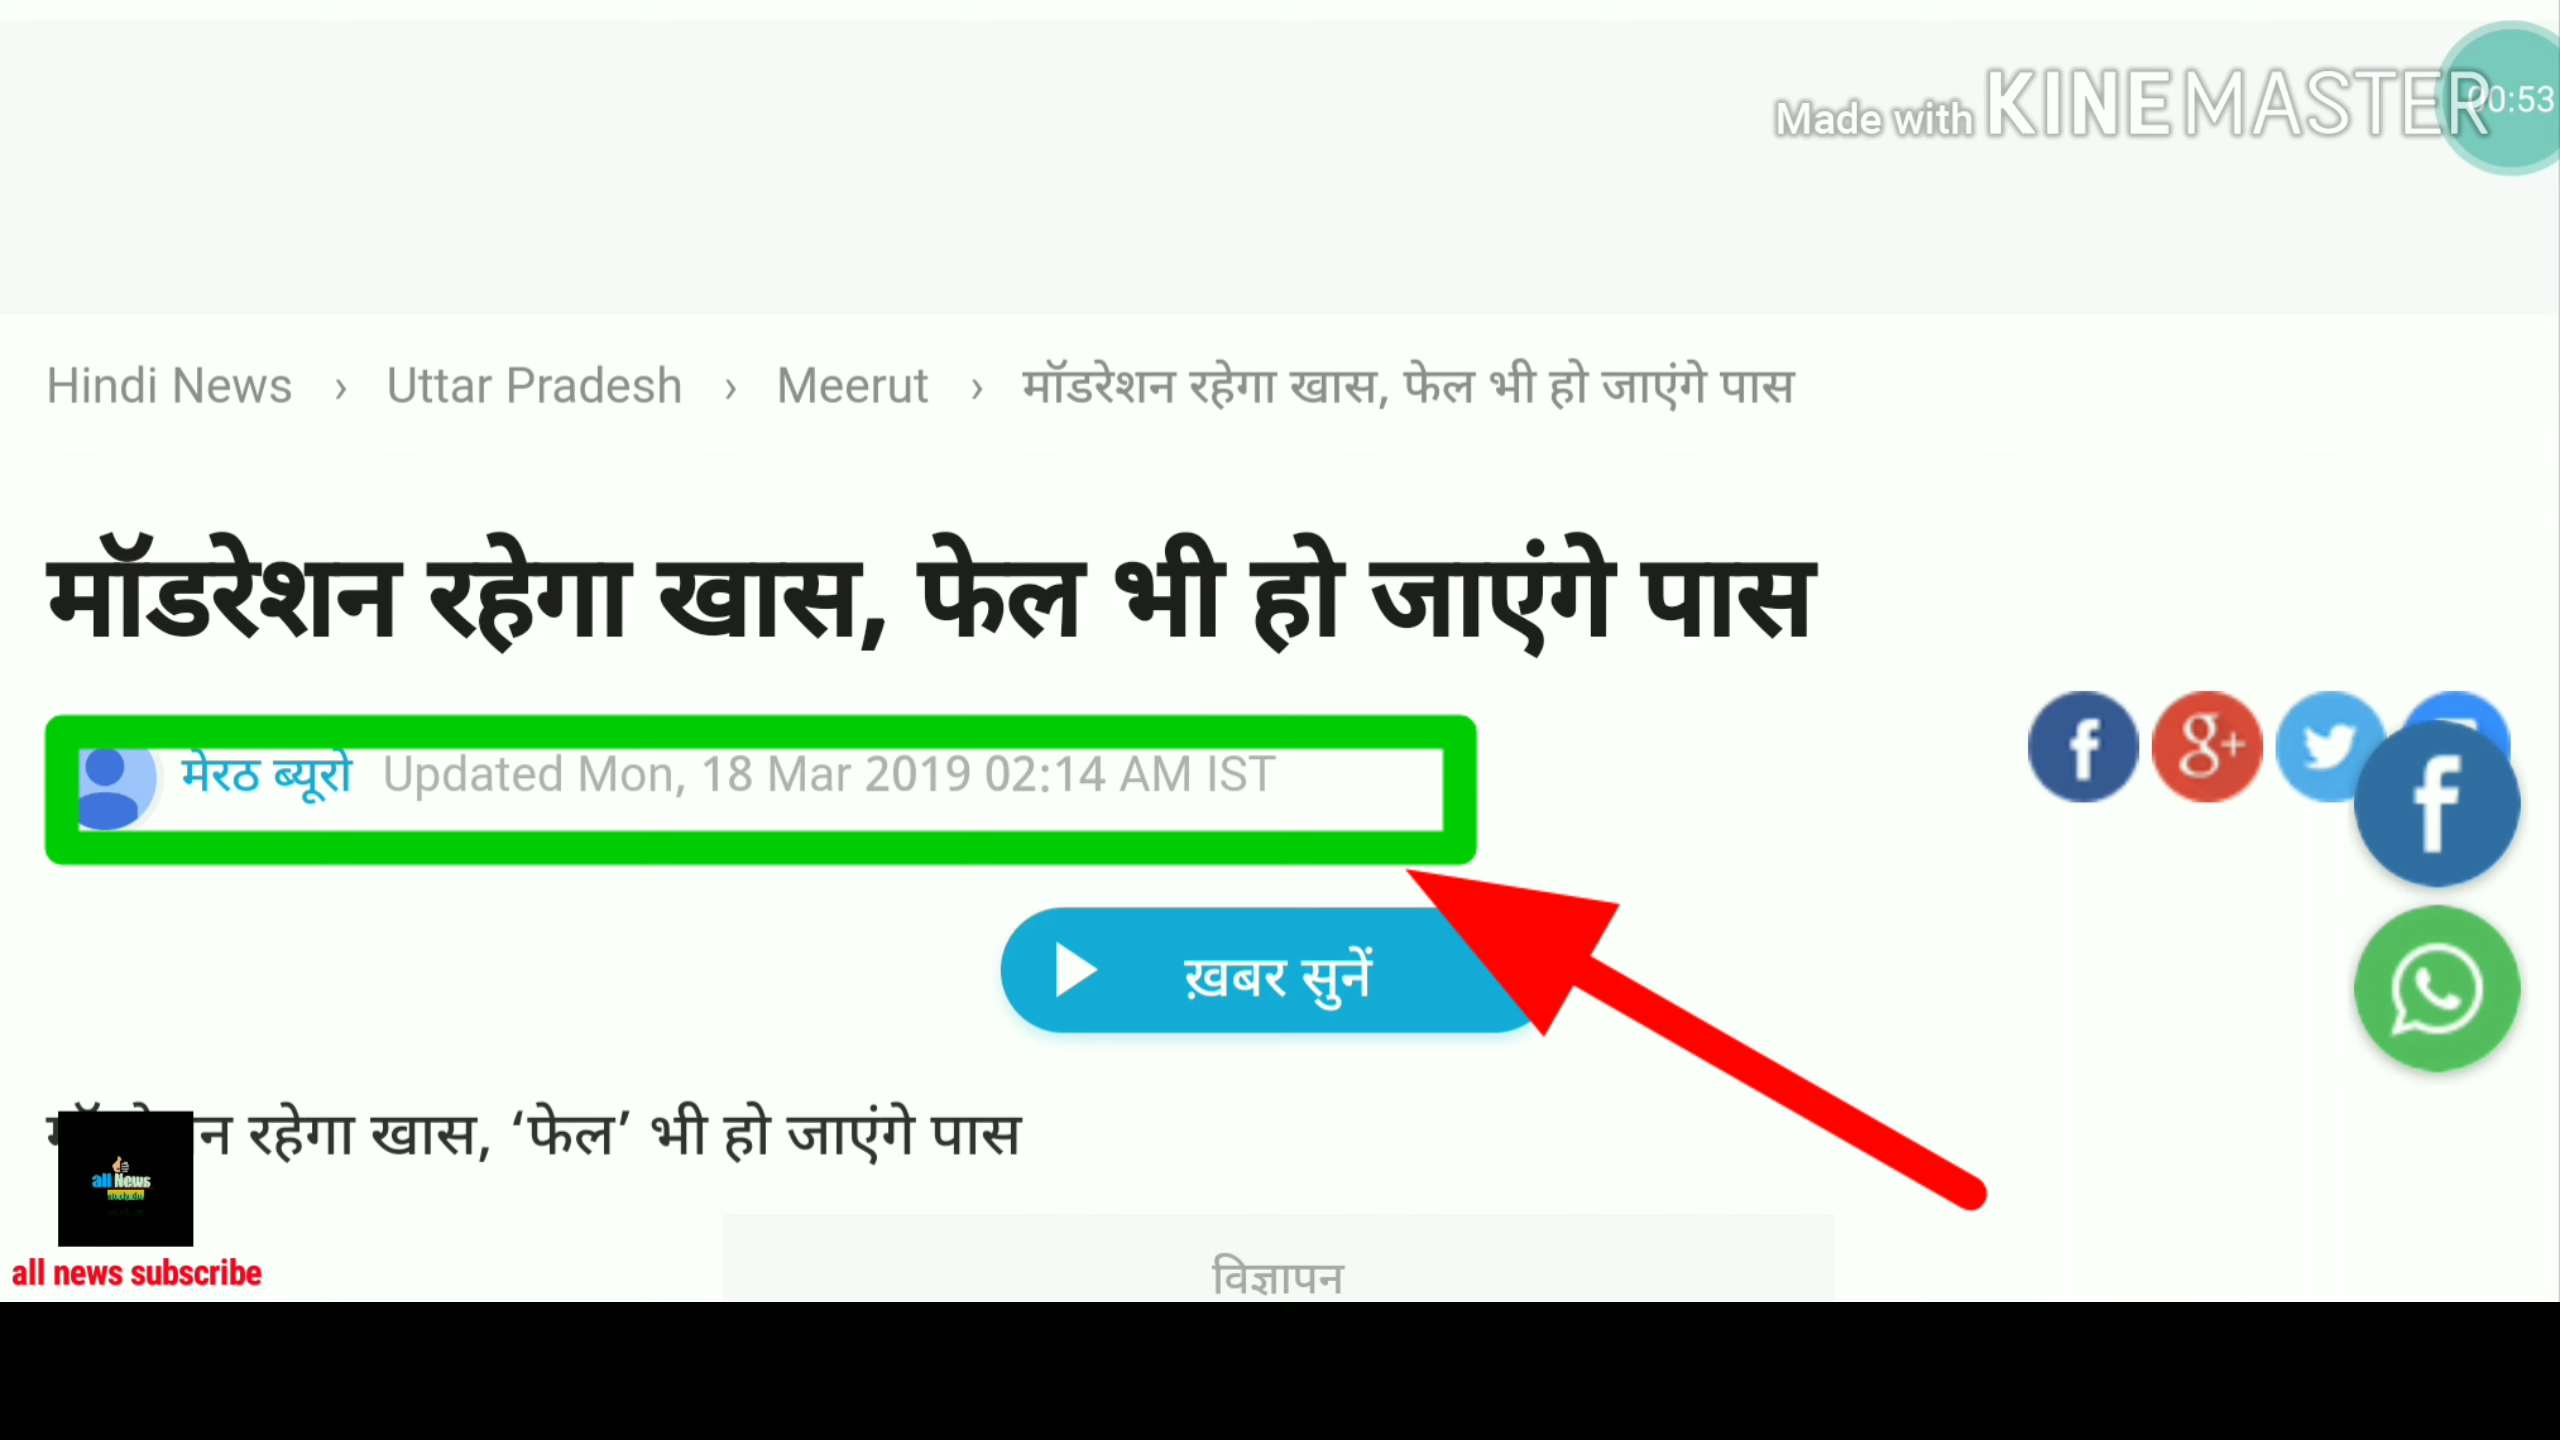 Made with KINEMASTER
00:53
Hindi News › Uttar Pradesh › Meerut › मॉडरेशन रहेगा खास, फेल भी हो जाएंगे पास
मॉडरेशन रहेगा खास, फेल भी हो जाएंगे पास
मेरठ ब्यूरो Updated Mon, 18 Mar 2019 02:14 AM IST
ख़बर सुनें
रहेगा खास, ‘फेल’ भी हो जाएंगे पास
all News
all news subscribe
विज्ञापन